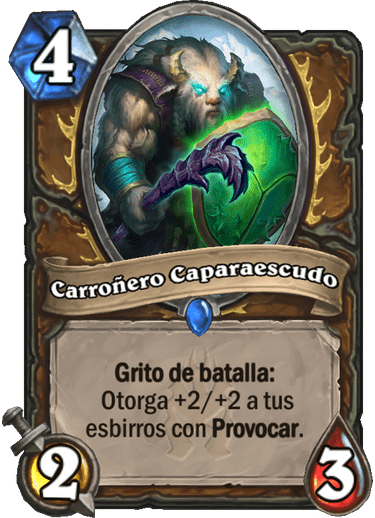 4
Carroñero Caparaescudo
Grito de batalla:
Otorga +2/+2 a tus
esbirros con Provocar.
2
3